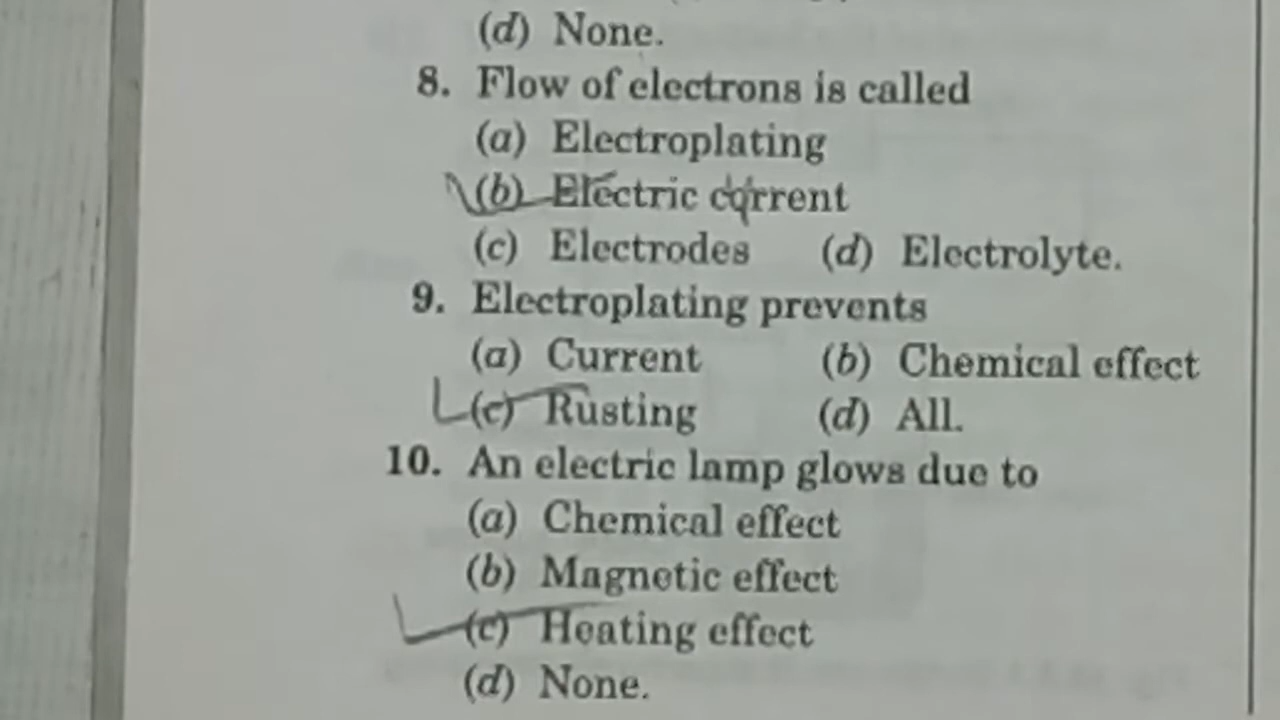 (d) None.
8. Flow of electrons is called
(a) Electroplating
(b) Electric current
(c) Electrodes (d) Electrolyte.
9. Electroplating prevents
(a) Current (b) Chemical effect
(c) Rusting (d) All.
10. An electric lamp glows due to
(a) Chemical effect
(b) Magnetic effect
(c) Heating effect
(d) None.